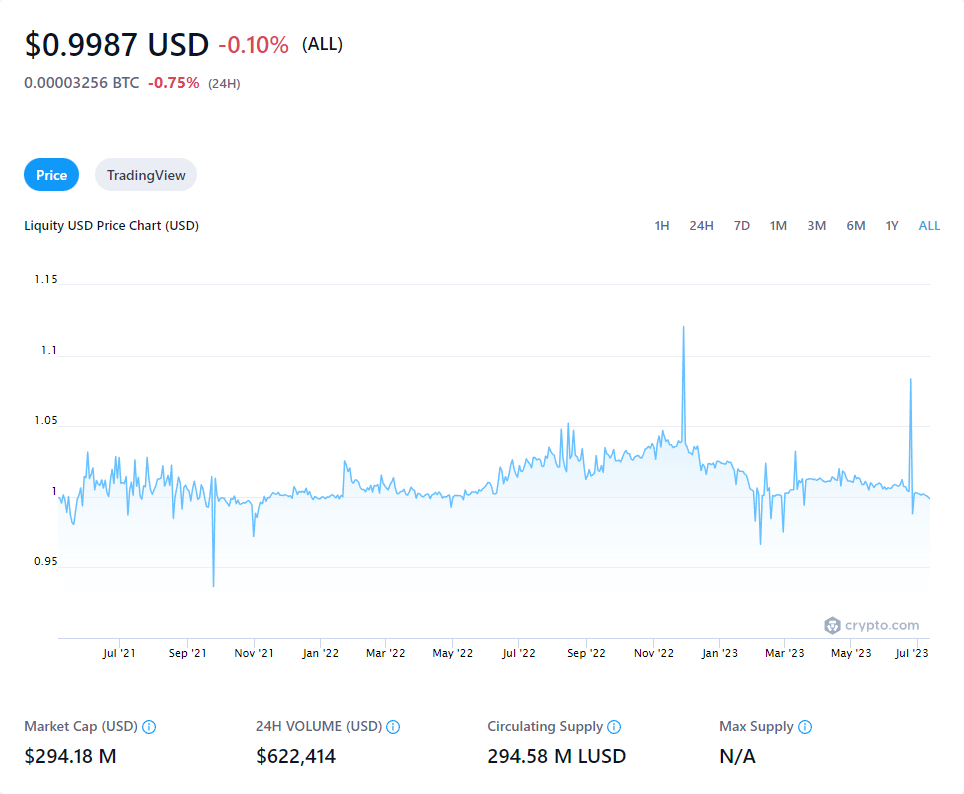 $0.9987 USD -0.10% (ALL)
0.00003256 BTC -0.75% (24H)
Price TradingView
Liquity USD Price Chart (USD) 1H 24H 7D 1M 3M 6M 1Y ALL
1.15
1.1
1.05
1
0.95
crypto.com
Jul '21 Sep '21 Nov '21 Jan '22 Mar '22 May '22 Jul '22 Sep '22 Nov '22 Jan '23 Mar '23 May '23 Jul '23
Market Cap (USD) 24H VOLUME (USD) Circulating Supply Max Supply
$294.18 M $622,414 294.58 M LUSD N/A